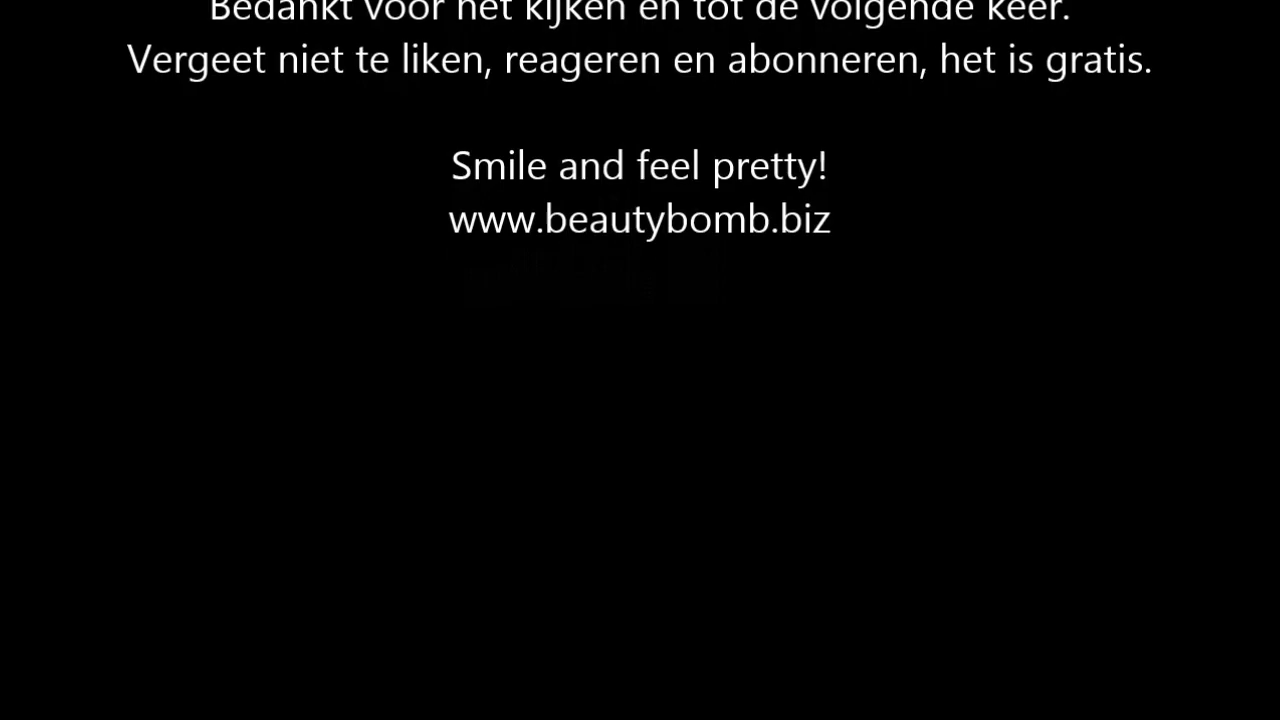 Bedankt voor het kijken en tot de volgende keer.
Vergeet niet te liken, reageren en abonneren, het is gratis.
Smile and feel pretty!
www.beautybomb.biz